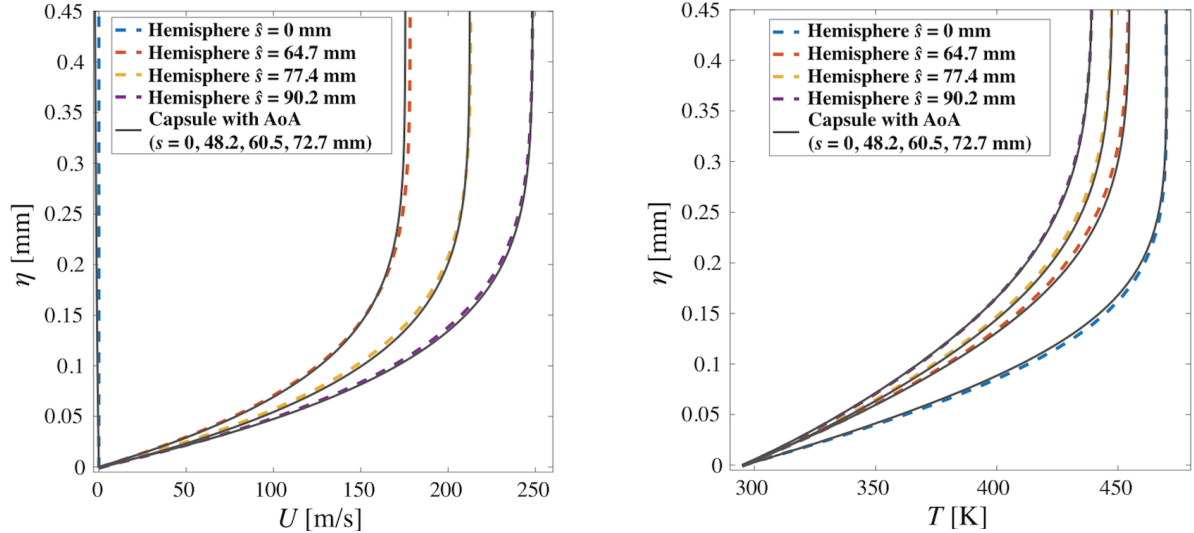 0.45
0.4
0.35
0.3
0.25
0.2
0.15
0.1
0.05
0
η [mm]
Hemisphere ŝ = 0 mm
Hemisphere ŝ = 64.7 mm
Hemisphere ŝ = 77.4 mm
Hemisphere ŝ = 90.2 mm
Capsule with AoA
(s = 0, 48.2, 60.5, 72.7 mm)
0 50 100 150 200 250
U [m/s]
0.45
0.4
0.35
0.3
0.25
0.2
0.15
0.1
0.05
0
η [mm]
Hemisphere ŝ = 0 mm
Hemisphere ŝ = 64.7 mm
Hemisphere ŝ = 77.4 mm
Hemisphere ŝ = 90.2 mm
Capsule with AoA
(s = 0, 48.2, 60.5, 72.7 mm)
300 350 400 450
T [K]